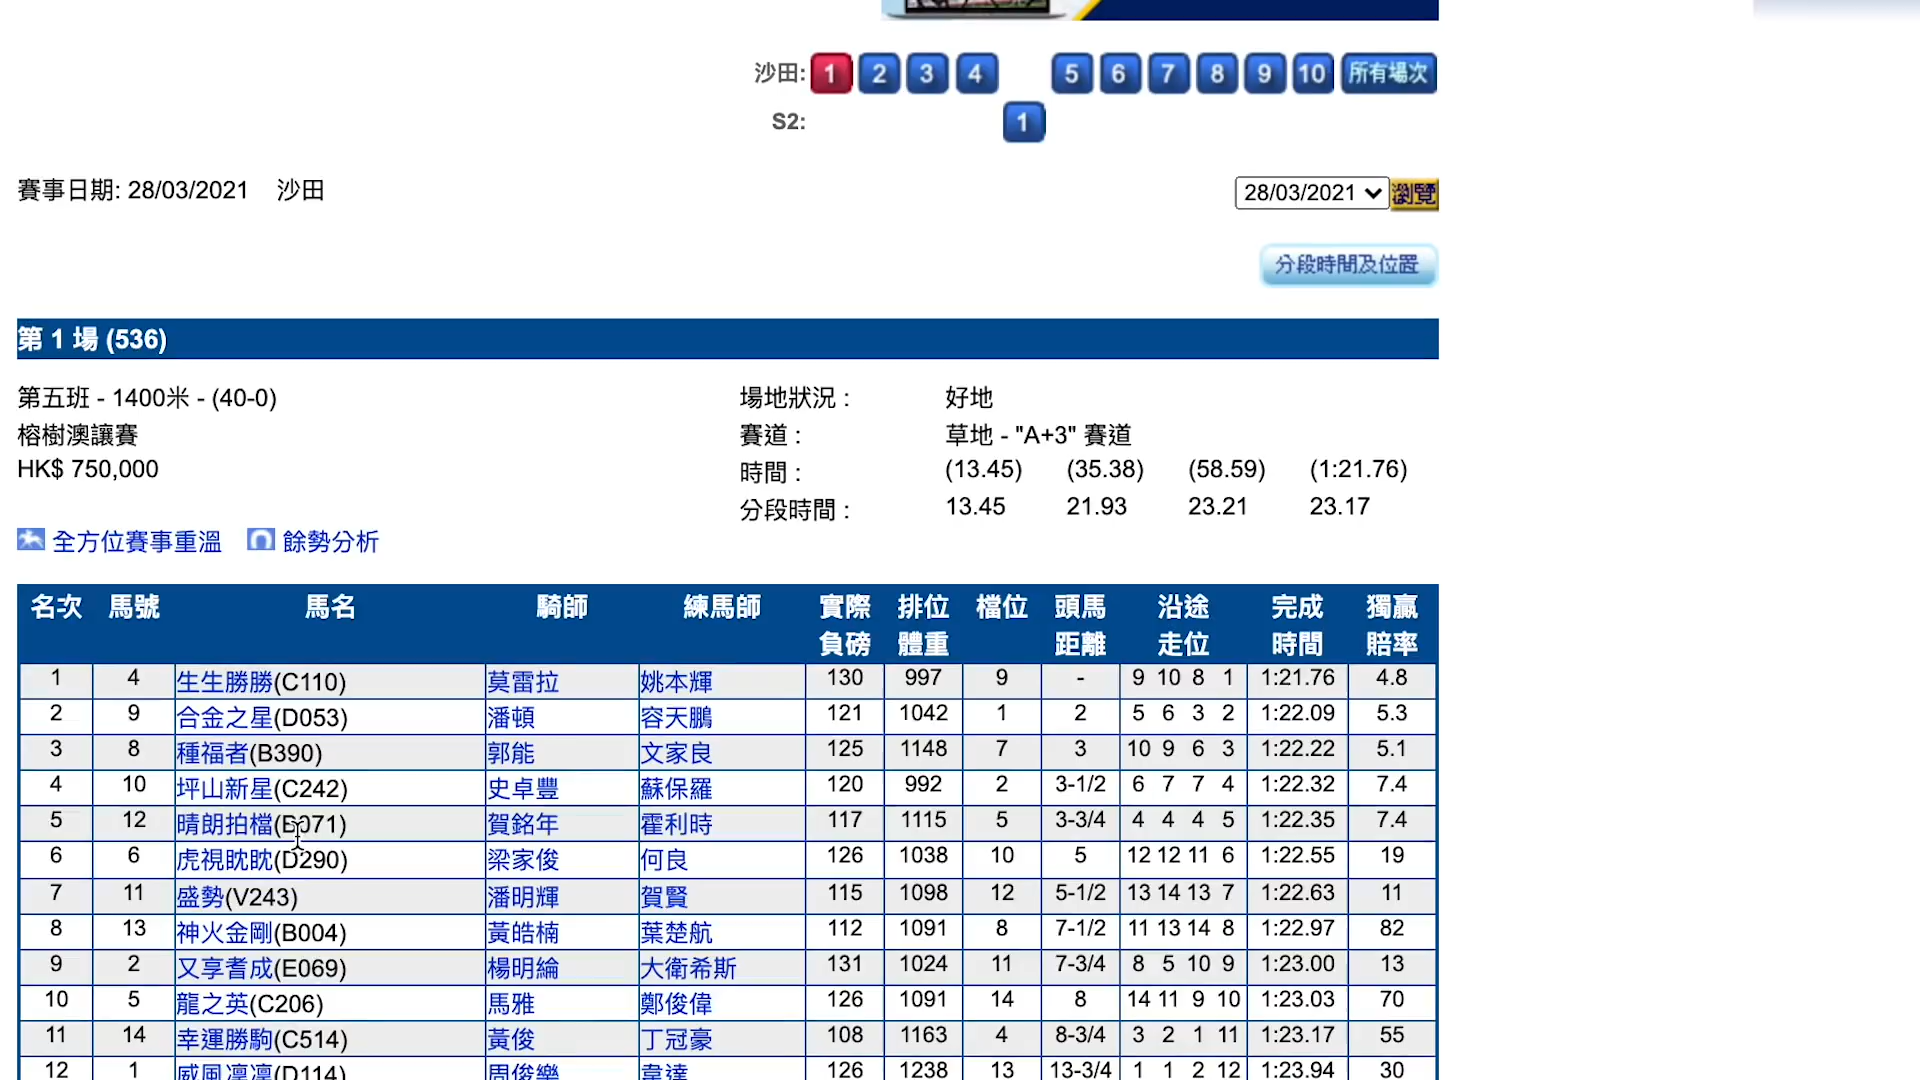 沙田: 1 2 3 4 5 6 7 8 9 10 所有場次
S2: 1
賽事日期: 28/03/2021 沙田
28/03/2021 瀏覽
分段時間及位置
第 1 場 (536)
第五班 - 1400米 - (40-0) 場地狀況 : 好地
榕樹澳讓賽 賽道 : 草地 - "A+3" 賽道
HK$ 750,000 時間 : (13.45) (35.38) (58.59) (1:21.76)
分段時間 : 13.45 21.93 23.21 23.17
全方位賽事重溫 餘勢分析
名次 馬號 馬名 騎師 練馬師 實際負磅 排位體重 檔位 頭馬距離 沿途走位 完成時間 獨贏賠率
1 4 生生勝勝(C110) 莫雷拉 姚本輝 130 997 9 - 9 10 8 1 1:21.76 4.8
2 9 合金之星(D053) 潘頓 容天鵬 121 1042 1 2 5 6 3 2 1:22.09 5.3
3 8 種福者(B390) 郭能 文家良 125 1148 7 3 10 9 6 3 1:22.22 5.1
4 10 坪山新星(C242) 史卓豐 蘇保羅 120 992 2 3-1/2 6 7 7 4 1:22.32 7.4
5 12 晴朗拍檔 賀銘年 霍利時 117 1115 5 3-3/4 4 4 4 5 1:22.35 7.4
6 6 虎視眈眈(D290) 梁家俊 何良 126 1038 10 5 12 12 11 6 1:22.55 19
7 11 盛勢(V243) 潘明輝 賀賢 115 1098 12 5-1/2 13 14 13 7 1:22.63 11
8 13 神火金剛(B004) 黃皓楠 葉楚航 112 1091 8 7-1/2 11 13 14 8 1:22.97 82
9 2 又享耆成(E069) 楊明綸 大衛希斯 131 1024 11 7-3/4 8 5 10 9 1:23.00 13
10 5 龍之英(C206) 馬雅 鄭俊偉 126 1091 14 8 14 11 9 10 1:23.03 70
11 14 幸運勝駒(C514) 黃俊 丁冠豪 108 1163 4 8-3/4 3 2 1 11 1:23.17 55
12 1 威風凜凜(D114) 周俊樂 韋達 126 1238 13 13-3/4 1 1 2 12 1:23.94 30